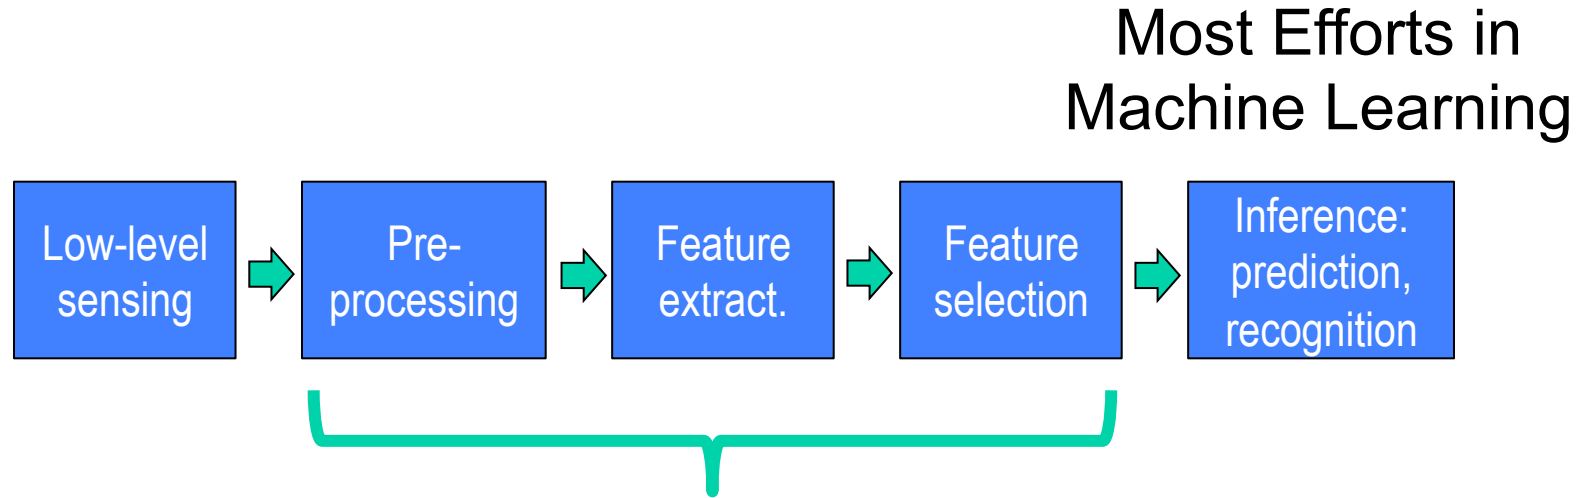 Most Efforts in
Machine Learning
Low-level
sensing
Pre-
processing
Feature
extract.
Feature
selection
Inference:
prediction,
recognition